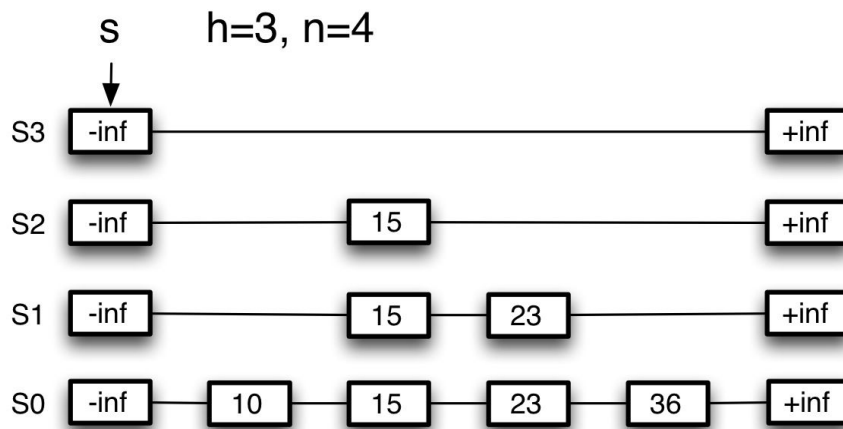 s h=3, n=4
S3 -inf +inf
S2 -inf 15 +inf
S1 -inf 15 23 +inf
S0 -inf 10 15 23 36 +inf